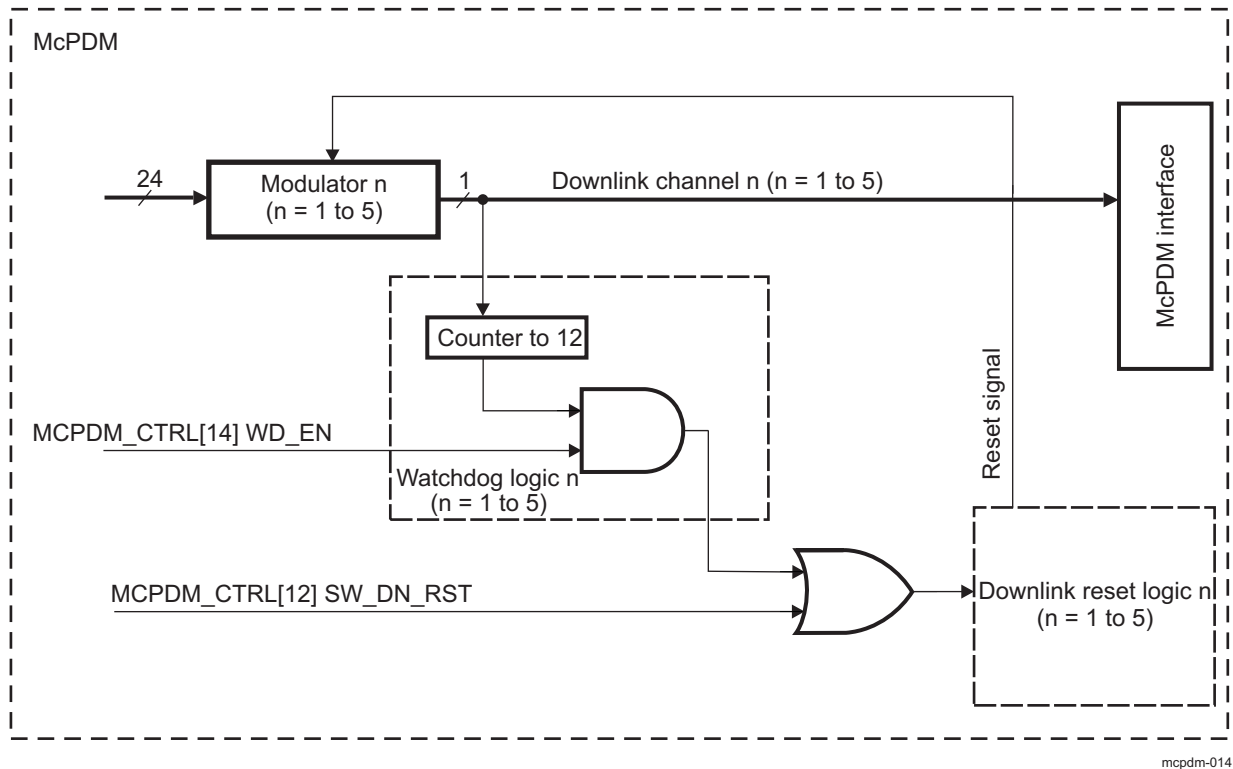 McPDM
24
Modulator n
(n = 1 to 5)
1
Downlink channel n (n = 1 to 5)
McPDM interface
Counter to 12
MCPDM_CTRL[14] WD_EN
Watchdog logic n
(n = 1 to 5)
Reset signal
MCPDM_CTRL[12] SW_DN_RST
Downlink reset logic n
(n = 1 to 5)
mcpdm-014